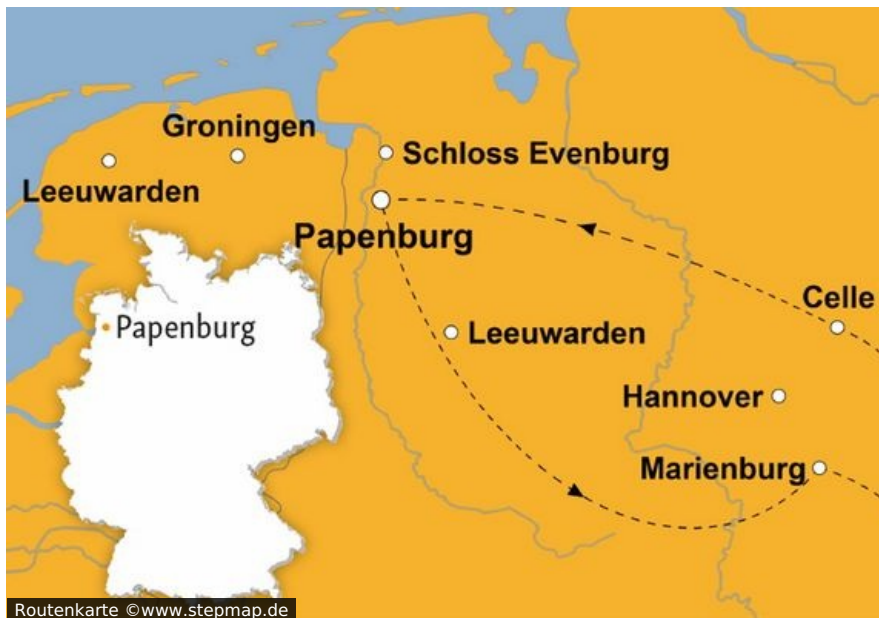 Groningen
Schloss Evenburg
Leeuwarden
Papenburg
Celle
Papenburg
Leeuwarden
Hannover
Marienburg
Routenkarte ©www.stepmap.de